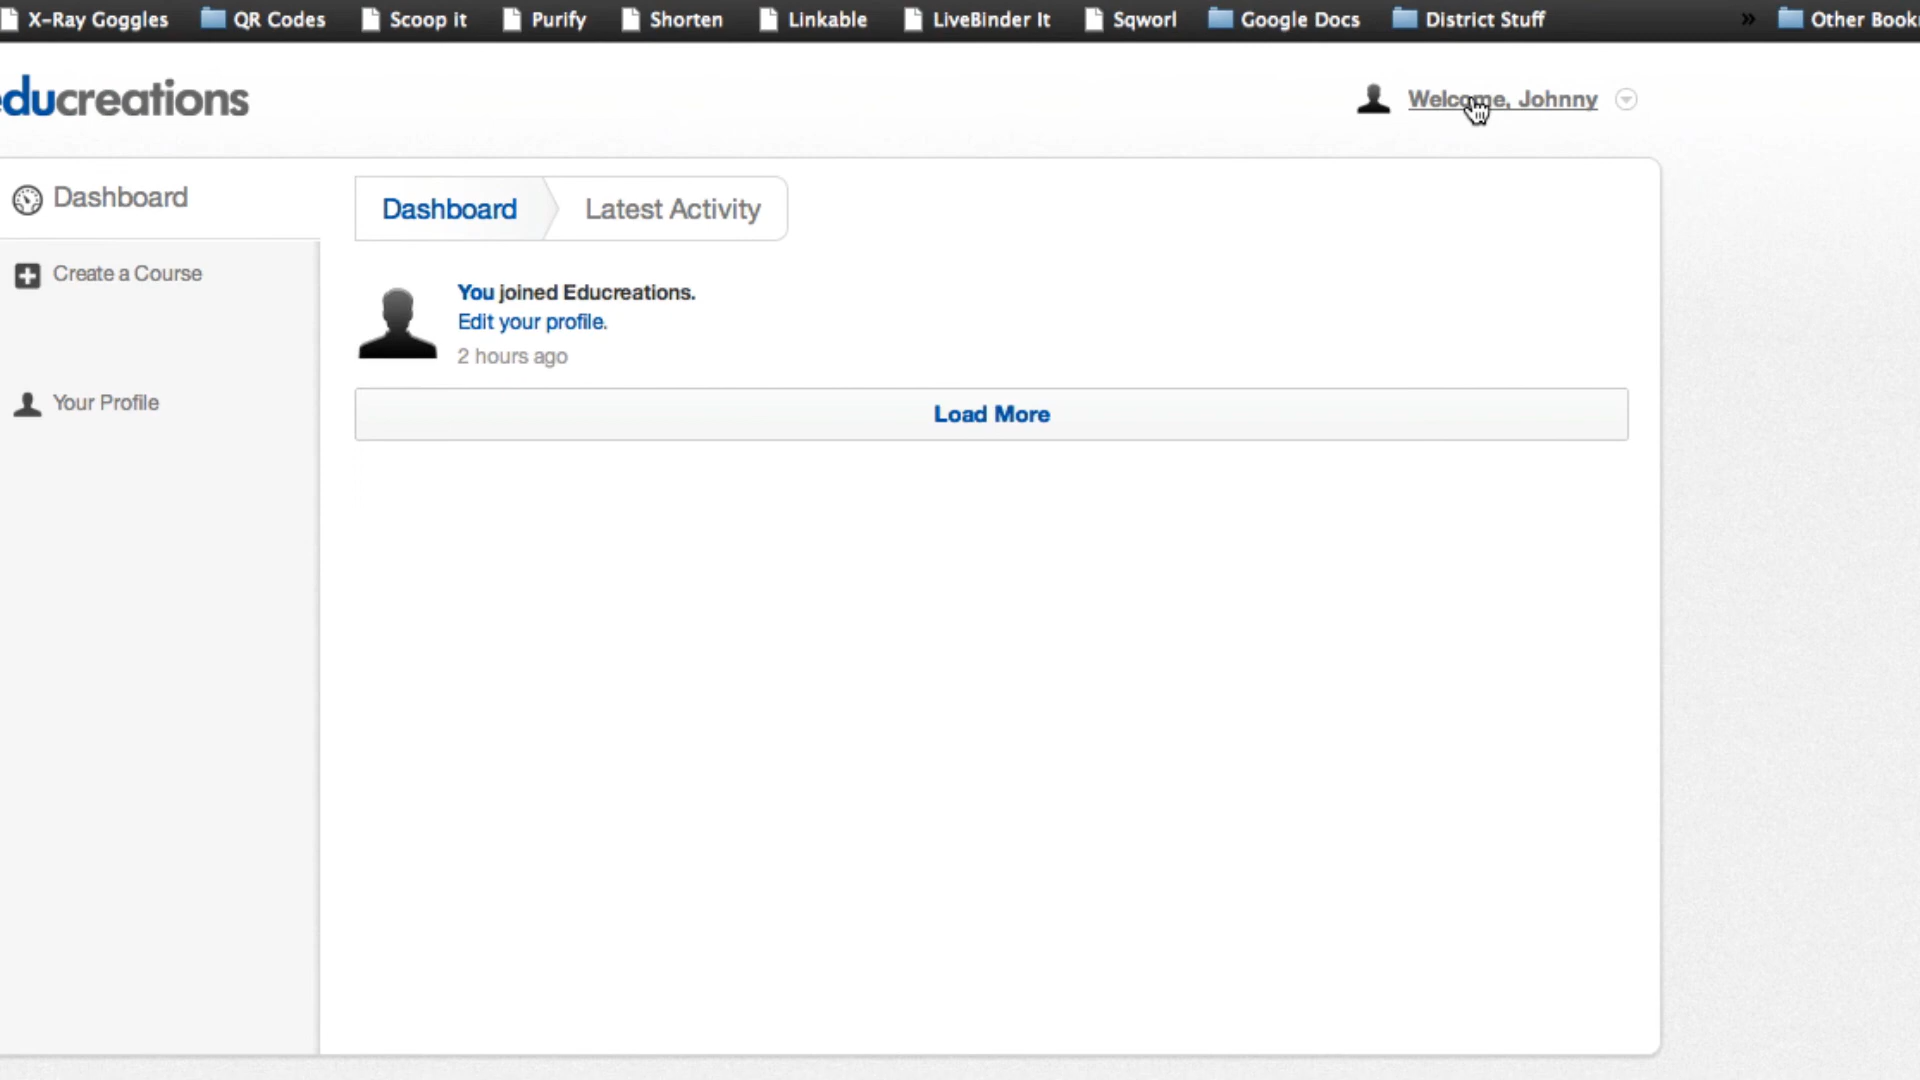 X-Ray Goggles QR Codes Scoop it Purify Shorten Linkable LiveBinder It Sqworl Google Docs District Stuff » Other Book
educreations
Welcome, Johnny
Dashboard
Create a Course
Your Profile
Dashboard Latest Activity
You joined Educreations.
Edit your profile.
2 hours ago
Load More